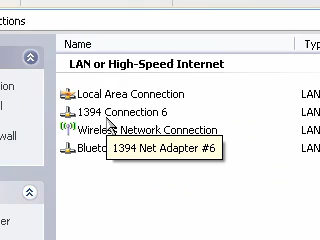 ctions
Name
Typ
LAN or High-Speed Internet
Local Area Connection
LAN
1394 Connection 6
LAN
Wireless Network Connection
LAN
Blueto
LAN
1394 Net Adapter #6
ion
l
wall
er